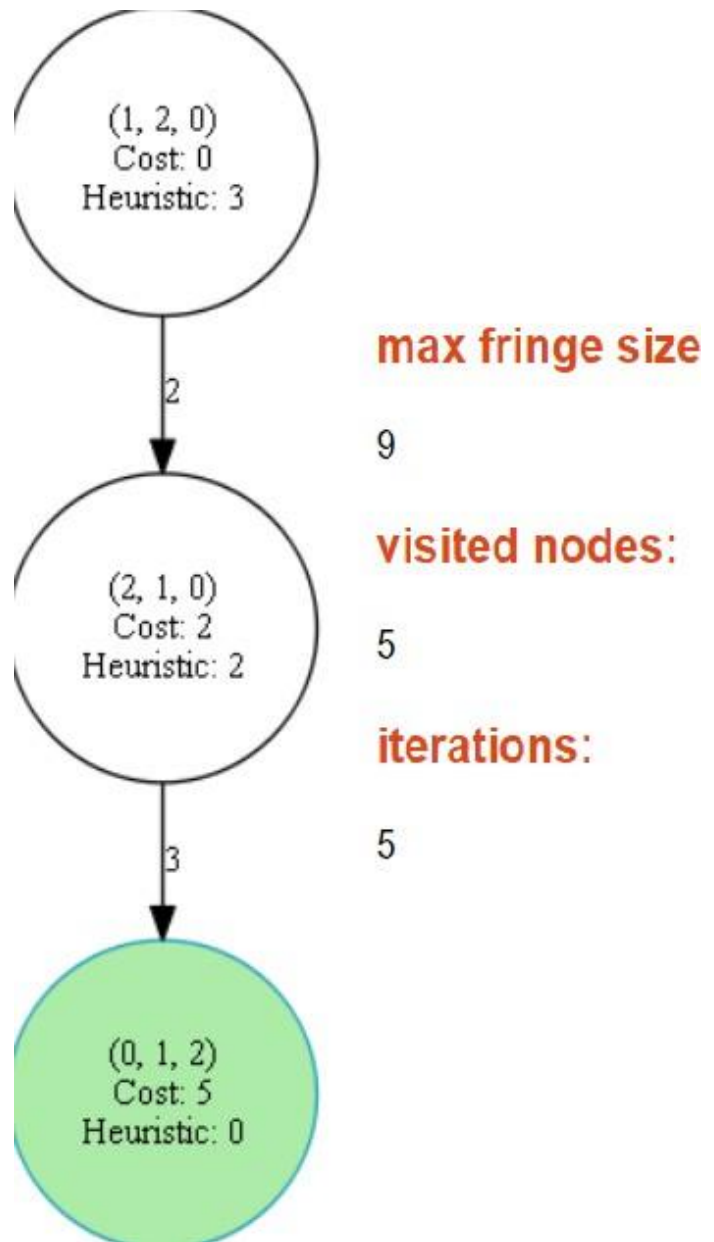 (1, 2, 0)
Cost: 0
Heuristic: 3
2
max fringe size
9
(2, 1, 0)
Cost: 2
Heuristic: 2
visited nodes:
5
iterations:
5
3
(0, 1, 2)
Cost: 5
Heuristic: 0